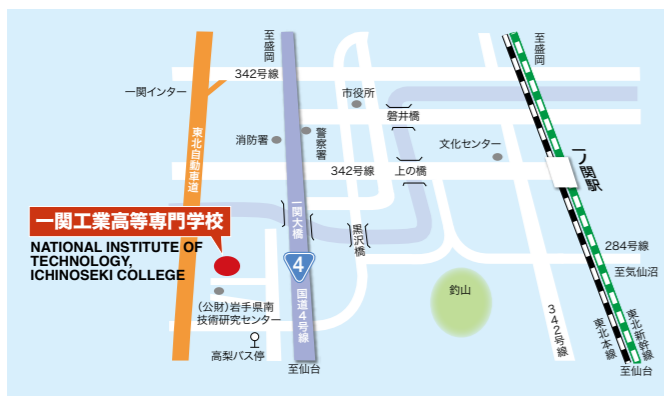 至盛岡
至盛岡
342号線
一関インター
市役所
磐井橋
消防署
警察署
文化センター
東北自動車道
342号線
上の橋
一ノ関駅
一関工業高等専門学校
NATIONAL INSTITUTE OF
TECHNOLOGY,
ICHINOSEKI COLLEGE
一関大橋
黒沢橋
284号線
至気仙沼
4
国道4号線
釣山
(公財)岩手県南
技術研究センター
342号線
東北本線
東北新幹線
高梨バス停
至仙台
至仙台